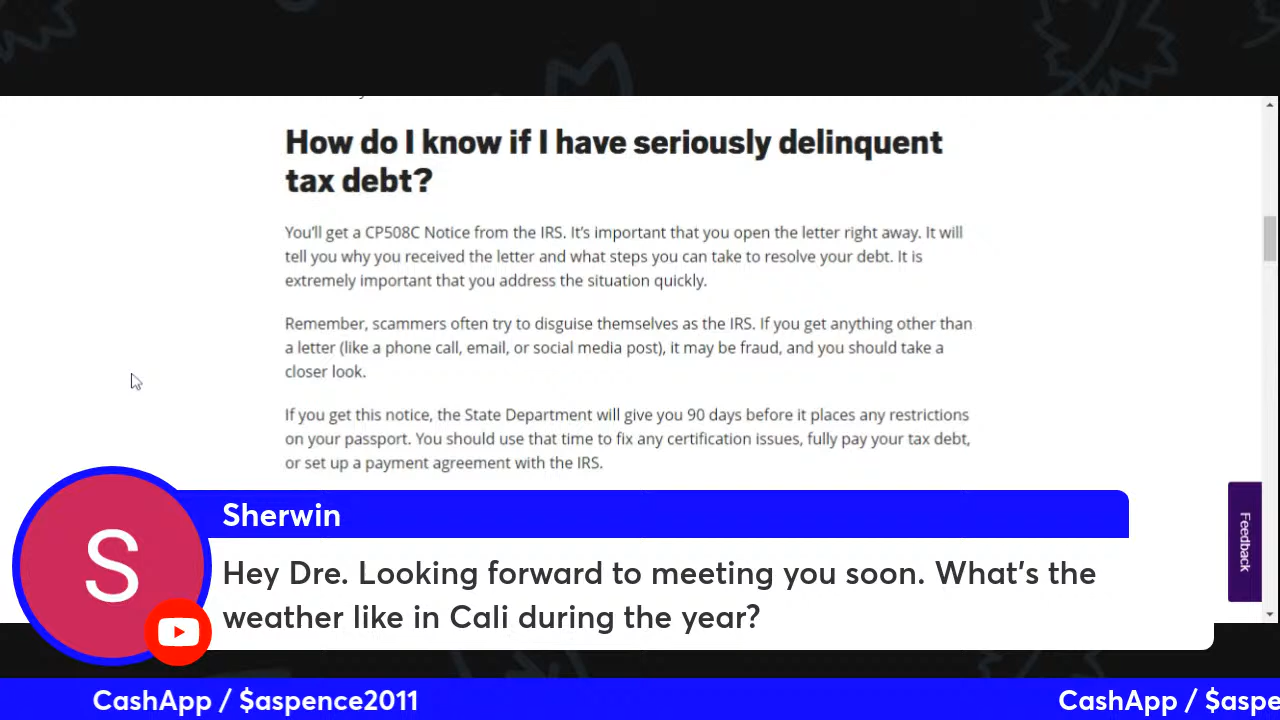 How do I know if I have seriously delinquent
tax debt?
You'll get a CP508C Notice from the IRS. It's important that you open the letter right away. It will
tell you why you received the letter and what steps you can take to resolve your debt. It is
extremely important that you address the situation quickly.
Remember, scammers often try to disguise themselves as the IRS. If you get anything other than
a letter (like a phone call, email, or social media post), it may be fraud, and you should take a
closer look.
If you get this notice, the State Department will give you 90 days before it places any restrictions
on your passport. You should use that time to fix any certification issues, fully pay your tax debt,
or set up a payment agreement with the IRS.
Feedback
S
Sherwin
Hey Dre. Looking forward to meeting you soon. What's the
weather like in Cali during the year?
CashApp / $aspence2011
CashApp / $aspe